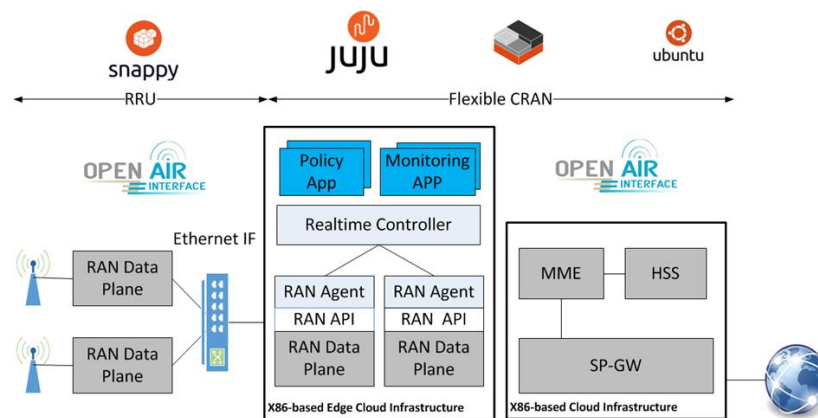 snappy
juju
ubuntu
RRU
Flexible CRAN
OPEN AIR
INTERFACE
Policy
App
Monitoring
APP
OPEN AIR
INTERFACE
Realtime Controller
Ethernet IF
RAN Data
Plane
RAN Data
Plane
RAN Agent
RAN API
RAN Data
Plane
RAN Agent
RAN API
RAN Data
Plane
X86-based Edge Cloud Infrastructure
MME
HSS
SP-GW
X86-based Cloud Infrastructure